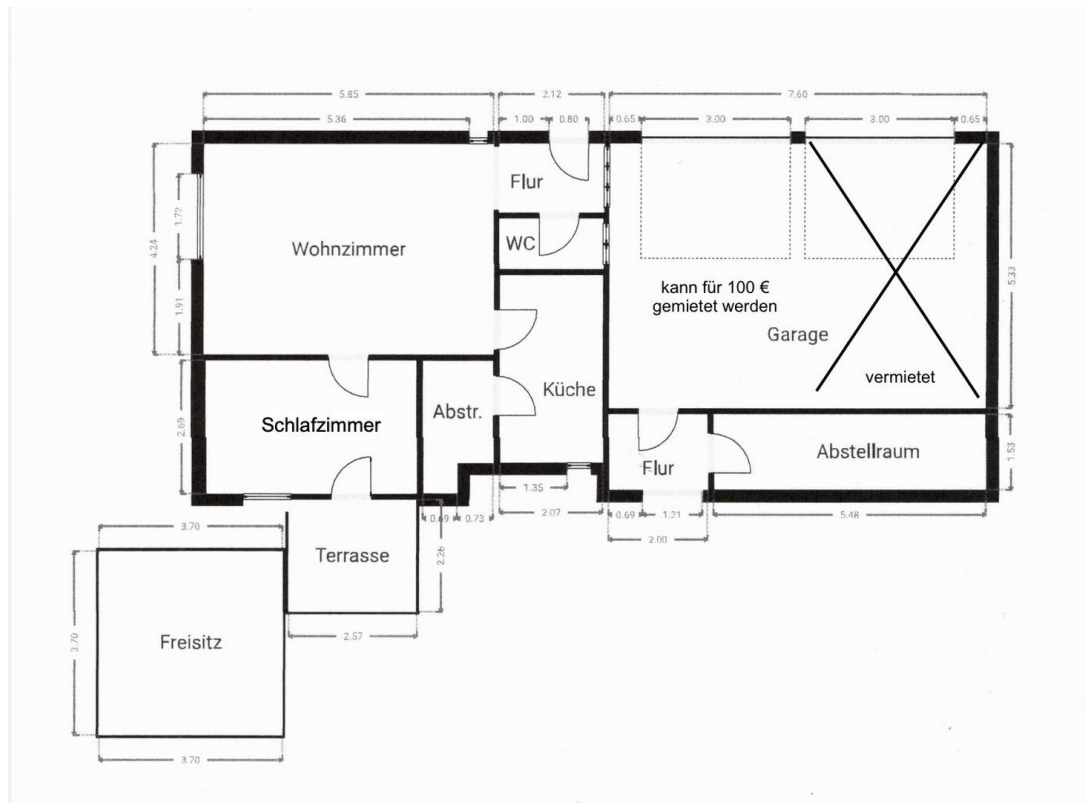 5.85
2.12
7.60
5.36
1.00
0.80
0.65
3.00
3.00
0.65
Flur
1.72
WC
Wohnzimmer
4.24
5.33
kann für 100 €
gemietet werden
1.91
Garage
vermietet
Küche
Abstr.
Schlafzimmer
2.69
Abstellraum
1.53
Flur
1.35
2.07
0.69
0.73
0.69
1.21
5.48
2.00
3.70
Terrasse
2.26
2.57
3.70
Freisitz
3.70